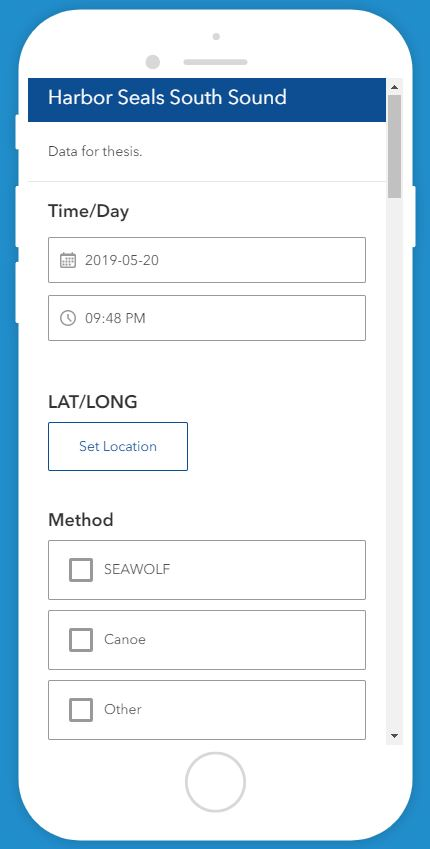 Harbor Seals South Sound
Data for thesis.
Time/Day
2019-05-20
09:48 PM
LAT/LONG
Set Location
Method
SEAWOLF
Canoe
Other